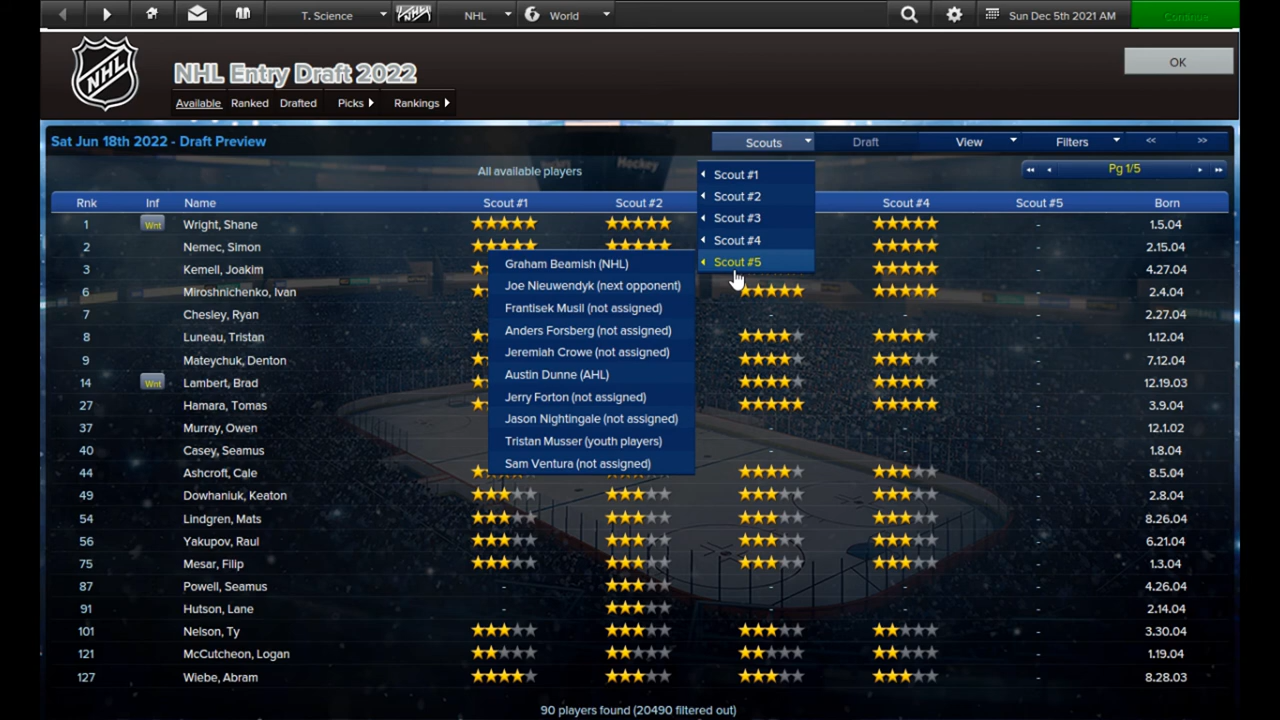 T. Science NHL World Sun Dec 5th 2021 AM Continue
NHL
NHL Entry Draft 2022
OK
Available Ranked Drafted Picks Rankings
Sat Jun 18th 2022 - Draft Preview
Scouts Draft View Filters << >>
All available players
Pg 1/5
Scout #1
Scout #2
Scout #3
Scout #4
Scout #5
Graham Beamish (NHL)
Joe Nieuwendyk (next opponent)
Frantisek Musil (not assigned)
Anders Forsberg (not assigned)
Jeremiah Crowe (not assigned)
Austin Dunne (AHL)
Jerry Forton (not assigned)
Jason Nightingale (not assigned)
Tristan Musser (youth players)
Sam Ventura (not assigned)
Rnk Inf Name Scout #1 Scout #2 Scout #4 Scout #5 Born
1 Wnt Wright, Shane 1.5.04
2 Nemec, Simon - 2.15.04
3 Kemell, Joakim - 4.27.04
6 Miroshnichenko, Ivan - 2.4.04
7 Chesley, Ryan - - - 2.27.04
8 Luneau, Tristan - 1.12.04
9 Mateychuk, Denton - 7.12.04
14 Wnt Lambert, Brad - 12.19.03
27 Hamara, Tomas - 3.9.04
37 Murray, Owen - - - 12.1.02
40 Casey, Seamus - - - 1.8.04
44 Ashcroft, Cale - 8.5.04
49 Dowhaniuk, Keaton - 2.8.04
54 Lindgren, Mats - 8.26.04
56 Yakupov, Raul - 6.21.04
75 Mesar, Filip - 1.3.04
87 Powell, Seamus - - - - 4.26.04
91 Hutson, Lane - - - - 2.14.04
101 Nelson, Ty - 3.30.04
121 McCutcheon, Logan - 1.19.04
127 Wiebe, Abram - 8.28.03
90 players found (20490 filtered out)